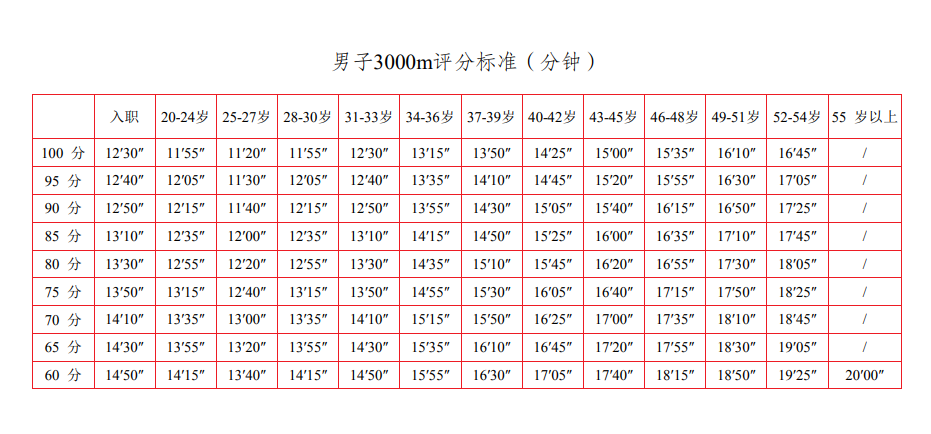 男子3000m评分标准（分钟）
入职 20-24岁 25-27岁 28-30岁 31-33岁 34-36岁 37-39岁 40-42岁 43-45岁 46-48岁 49-51岁 52-54岁 55 岁以上
100 分 12′30″ 11′55″ 11′20″ 11′55″ 12′30″ 13′15″ 13′50″ 14′25″ 15′00″ 15′35″ 16′10″ 16′45″ /
95 分 12′40″ 12′05″ 11′30″ 12′05″ 12′40″ 13′35″ 14′10″ 14′45″ 15′20″ 15′55″ 16′30″ 17′05″ /
90 分 12′50″ 12′15″ 11′40″ 12′15″ 12′50″ 13′55″ 14′30″ 15′05″ 15′40″ 16′15″ 16′50″ 17′25″ /
85 分 13′10″ 12′35″ 12′00″ 12′35″ 13′10″ 14′15″ 14′50″ 15′25″ 16′00″ 16′35″ 17′10″ 17′45″ /
80 分 13′30″ 12′55″ 12′20″ 12′55″ 13′30″ 14′35″ 15′10″ 15′45″ 16′20″ 16′55″ 17′30″ 18′05″ /
75 分 13′50″ 13′15″ 12′40″ 13′15″ 13′50″ 14′55″ 15′30″ 16′05″ 16′40″ 17′15″ 17′50″ 18′25″ /
70 分 14′10″ 13′35″ 13′00″ 13′35″ 14′10″ 15′15″ 15′50″ 16′25″ 17′00″ 17′35″ 18′10″ 18′45″ /
65 分 14′30″ 13′55″ 13′20″ 13′55″ 14′30″ 15′35″ 16′10″ 16′45″ 17′20″ 17′55″ 18′30″ 19′05″ /
60 分 14′50″ 14′15″ 13′40″ 14′15″ 14′50″ 15′55″ 16′30″ 17′05″ 17′40″ 18′15″ 18′50″ 19′25″ 20′00″